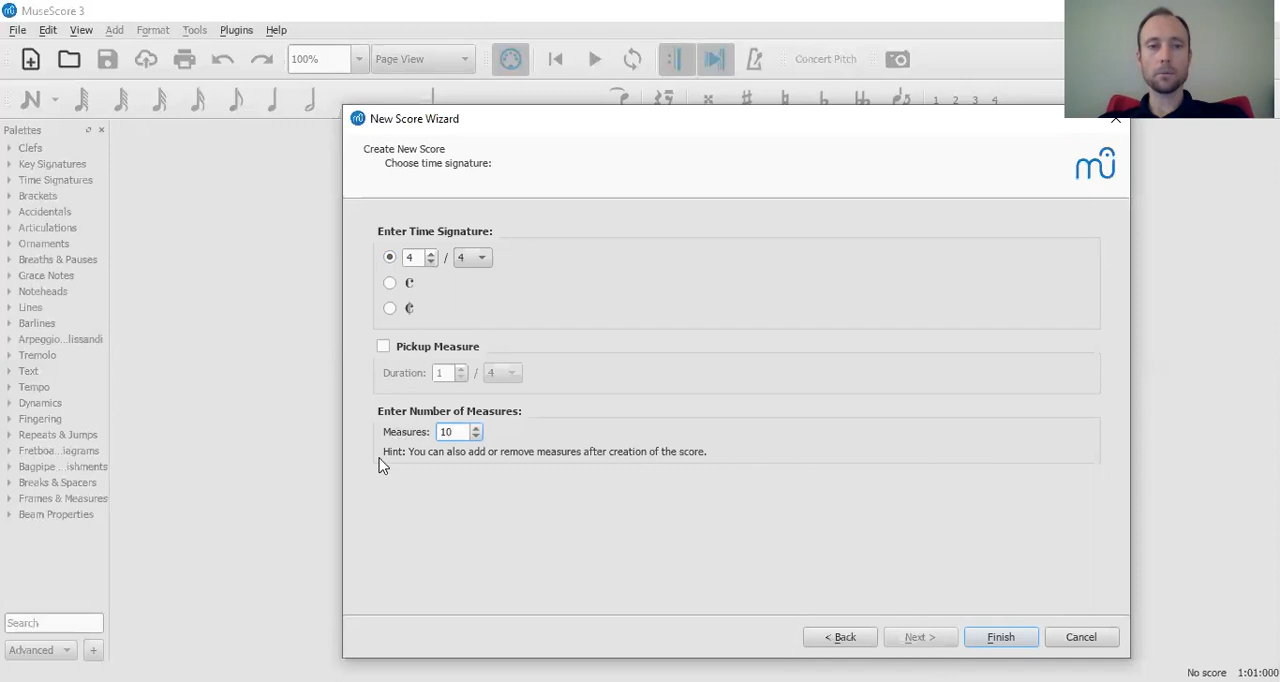 MuseScore 3
File Edit View Add Format Tools Plugins Help
100% Page View Concert Pitch
1 2 3 4
New Score Wizard
Create New Score
Choose time signature:
Palettes
Clefs
Key Signatures
Time Signatures
Brackets
Accidentals
Articulations
Ornaments
Breaths & Pauses
Grace Notes
Noteheads
Lines
Barlines
Arpeggio...lissandi
Tremolo
Text
Tempo
Dynamics
Fingering
Repeats & Jumps
Fretboa...iagrams
Bagpipe ...ishments
Breaks & Spacers
Frames & Measures
Beam Properties
Search
Advanced +
Enter Time Signature:
4 / 4
Pickup Measure
Duration: 1 / 4
Enter Number of Measures:
Measures: 10
Hint: You can also add or remove measures after creation of the score.
< Back Next > Finish Cancel
No score 1:01:000